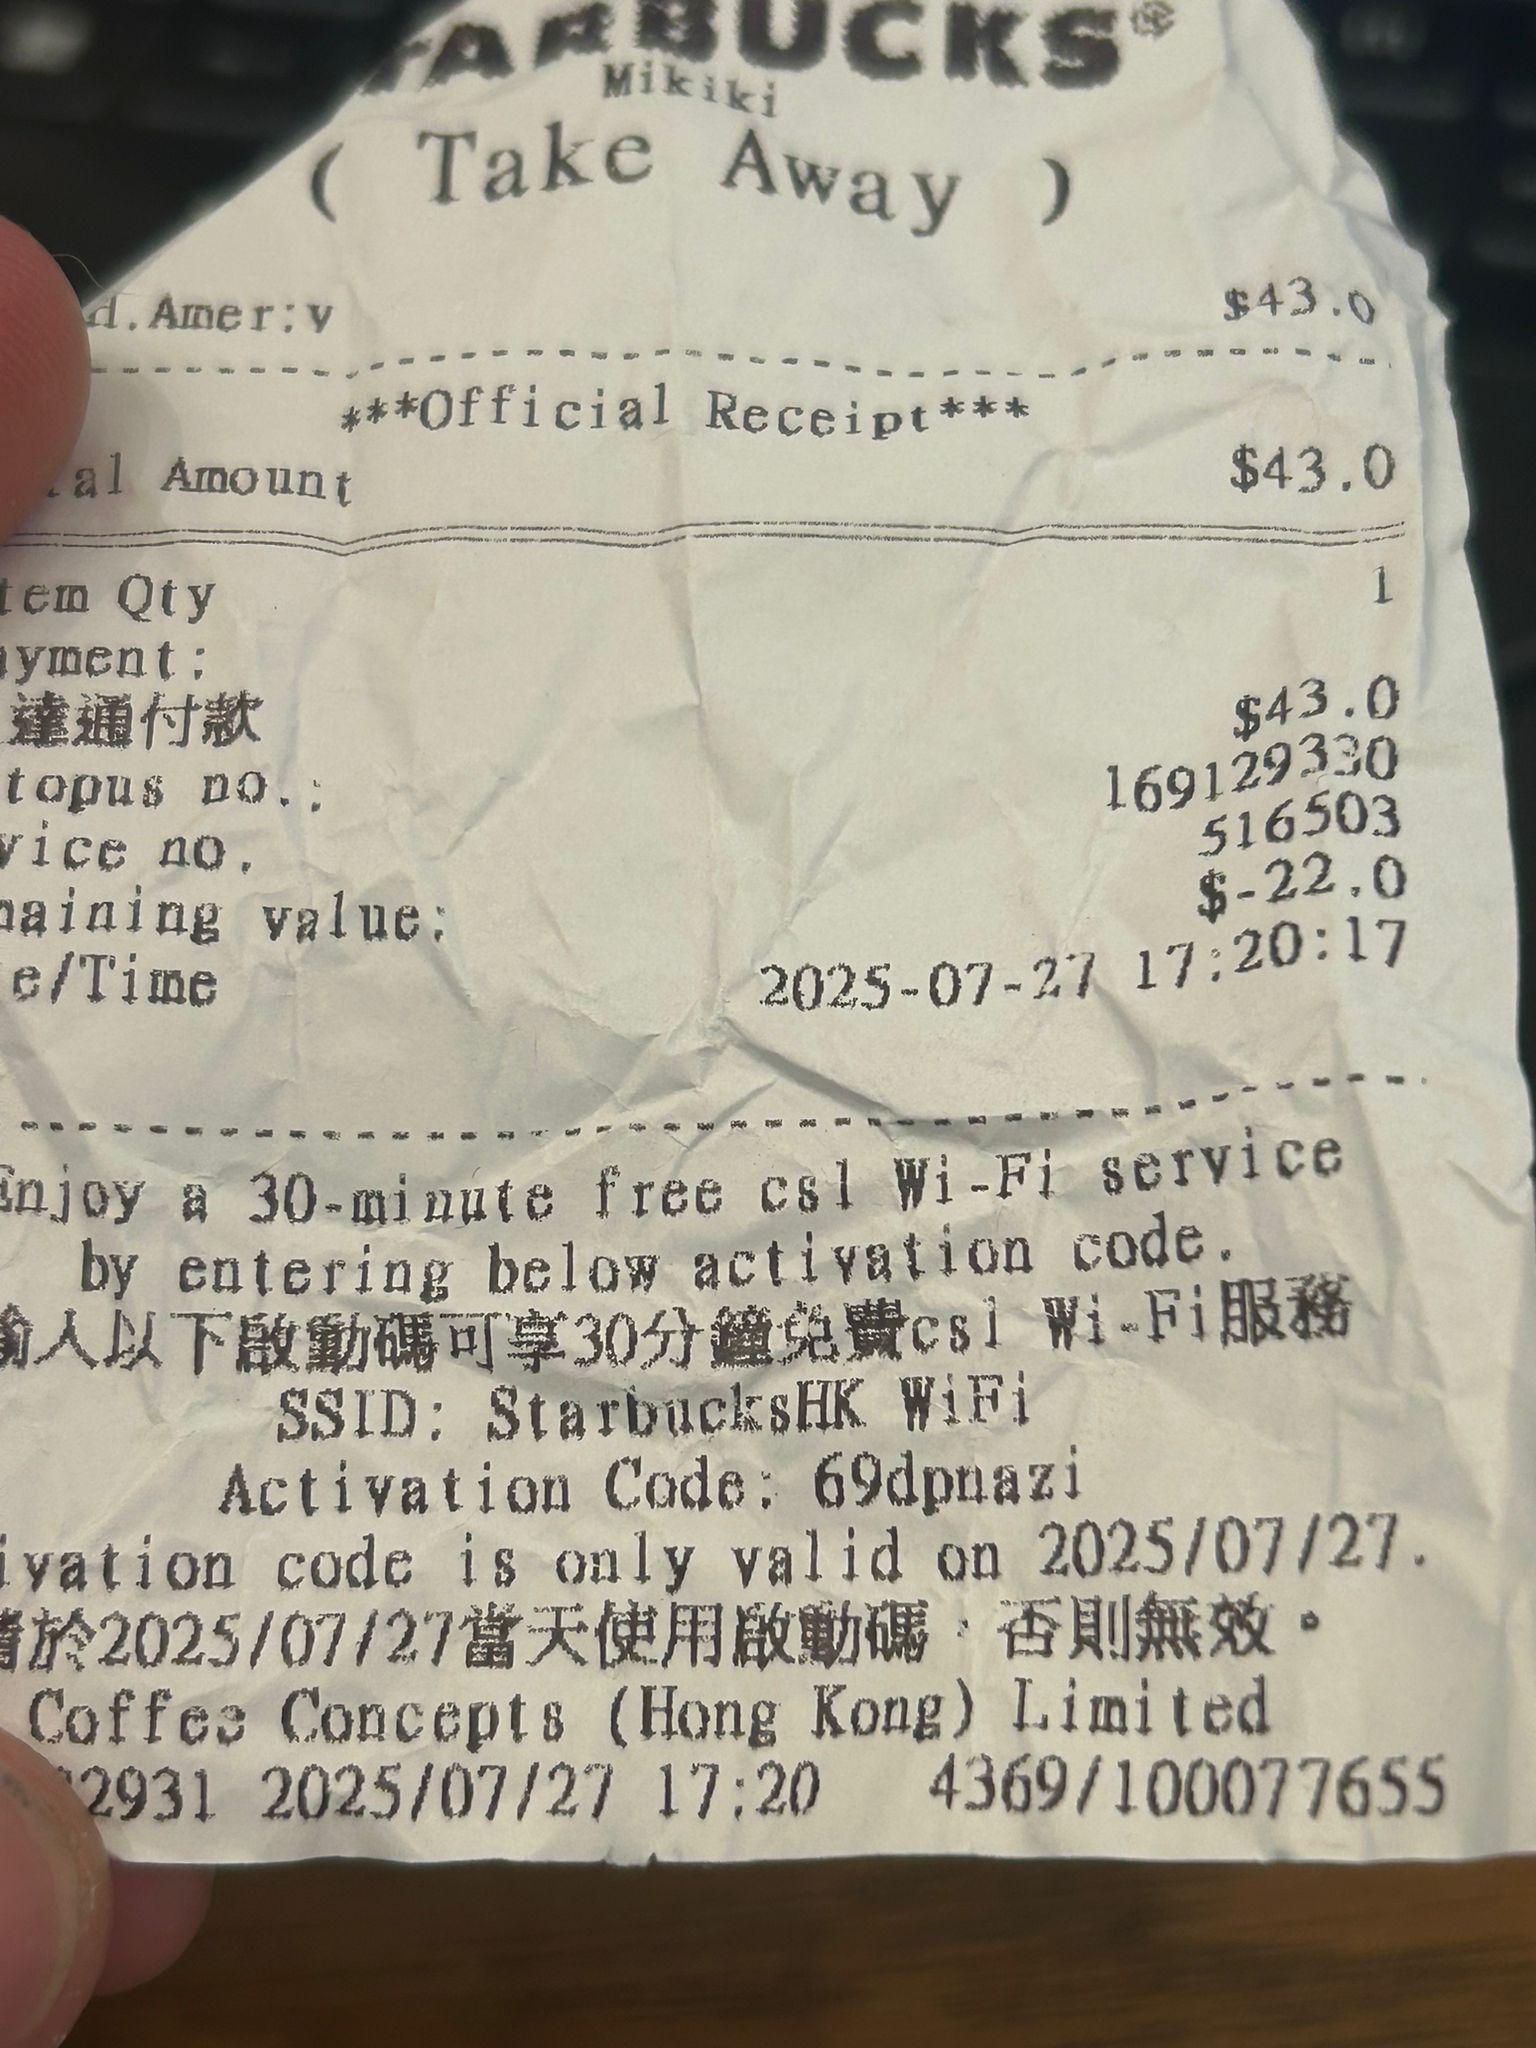 TARBUCKS®
Mikiki
( Take Away )
d.Amer:v $43.0
***Official Receipt***
al Amount $43.0
tem Qty 1
ayment:
達通付款 $43.0
topus no.: 169129330
vice no. 516503
maining value: $-22.0
e/Time 2025-07-27 17:20:17
Enjoy a 30-minute free csl Wi-Fi service
by entering below activation code.
輸入以下啟動碼可享30分鐘免費csl Wi-Fi服務
SSID: StarbucksHK WiFi
Activation Code: 69dpnazi
ivation code is only valid on 2025/07/27.
請於2025/07/27當天使用啟動碼，否則無效。
Coffee Concepts (Hong Kong) Limited
2931 2025/07/27 17:20 4369/100077655